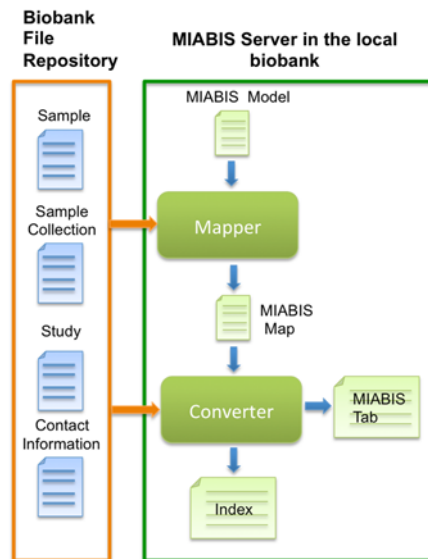 Biobank
File
Repository
MIABIS Server in the local
biobank
Sample
Sample
Collection
Study
Contact
Information
MIABIS Model
Mapper
MIABIS
Map
Converter
MIABIS
Tab
Index